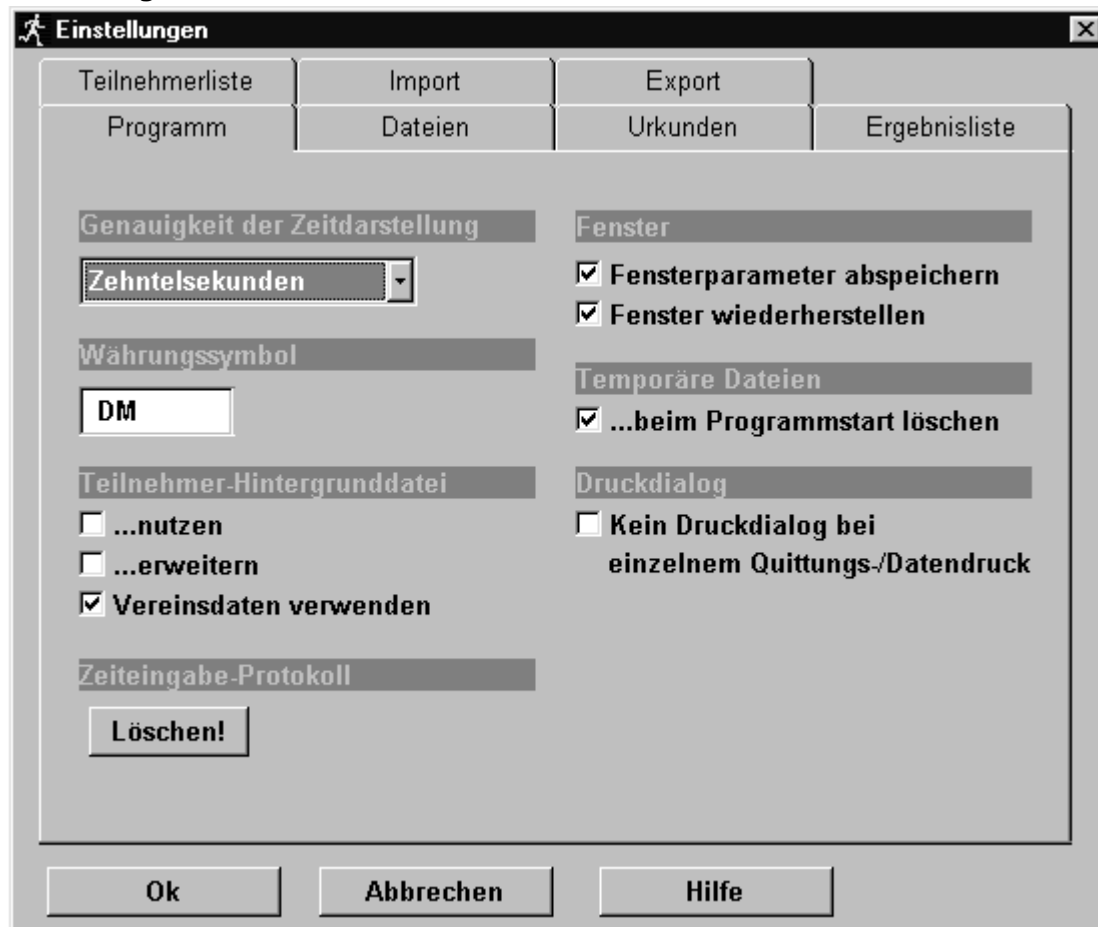 Einstellungen
Teilnehmerliste Import Export
Programm Dateien Urkunden Ergebnisliste
Genauigkeit der Zeitdarstellung
Zehntelsekunden
Währungssymbol
DM
Teilnehmer-Hintergrunddatei
...nutzen
...erweitern
Vereinsdaten verwenden
Zeiteingabe-Protokoll
Löschen!
Fenster
Fensterparameter abspeichern
Fenster wiederherstellen
Temporäre Dateien
...beim Programmstart löschen
Druckdialog
Kein Druckdialog bei
einzelnem Quittungs-/Datendruck
Ok Abbrechen Hilfe